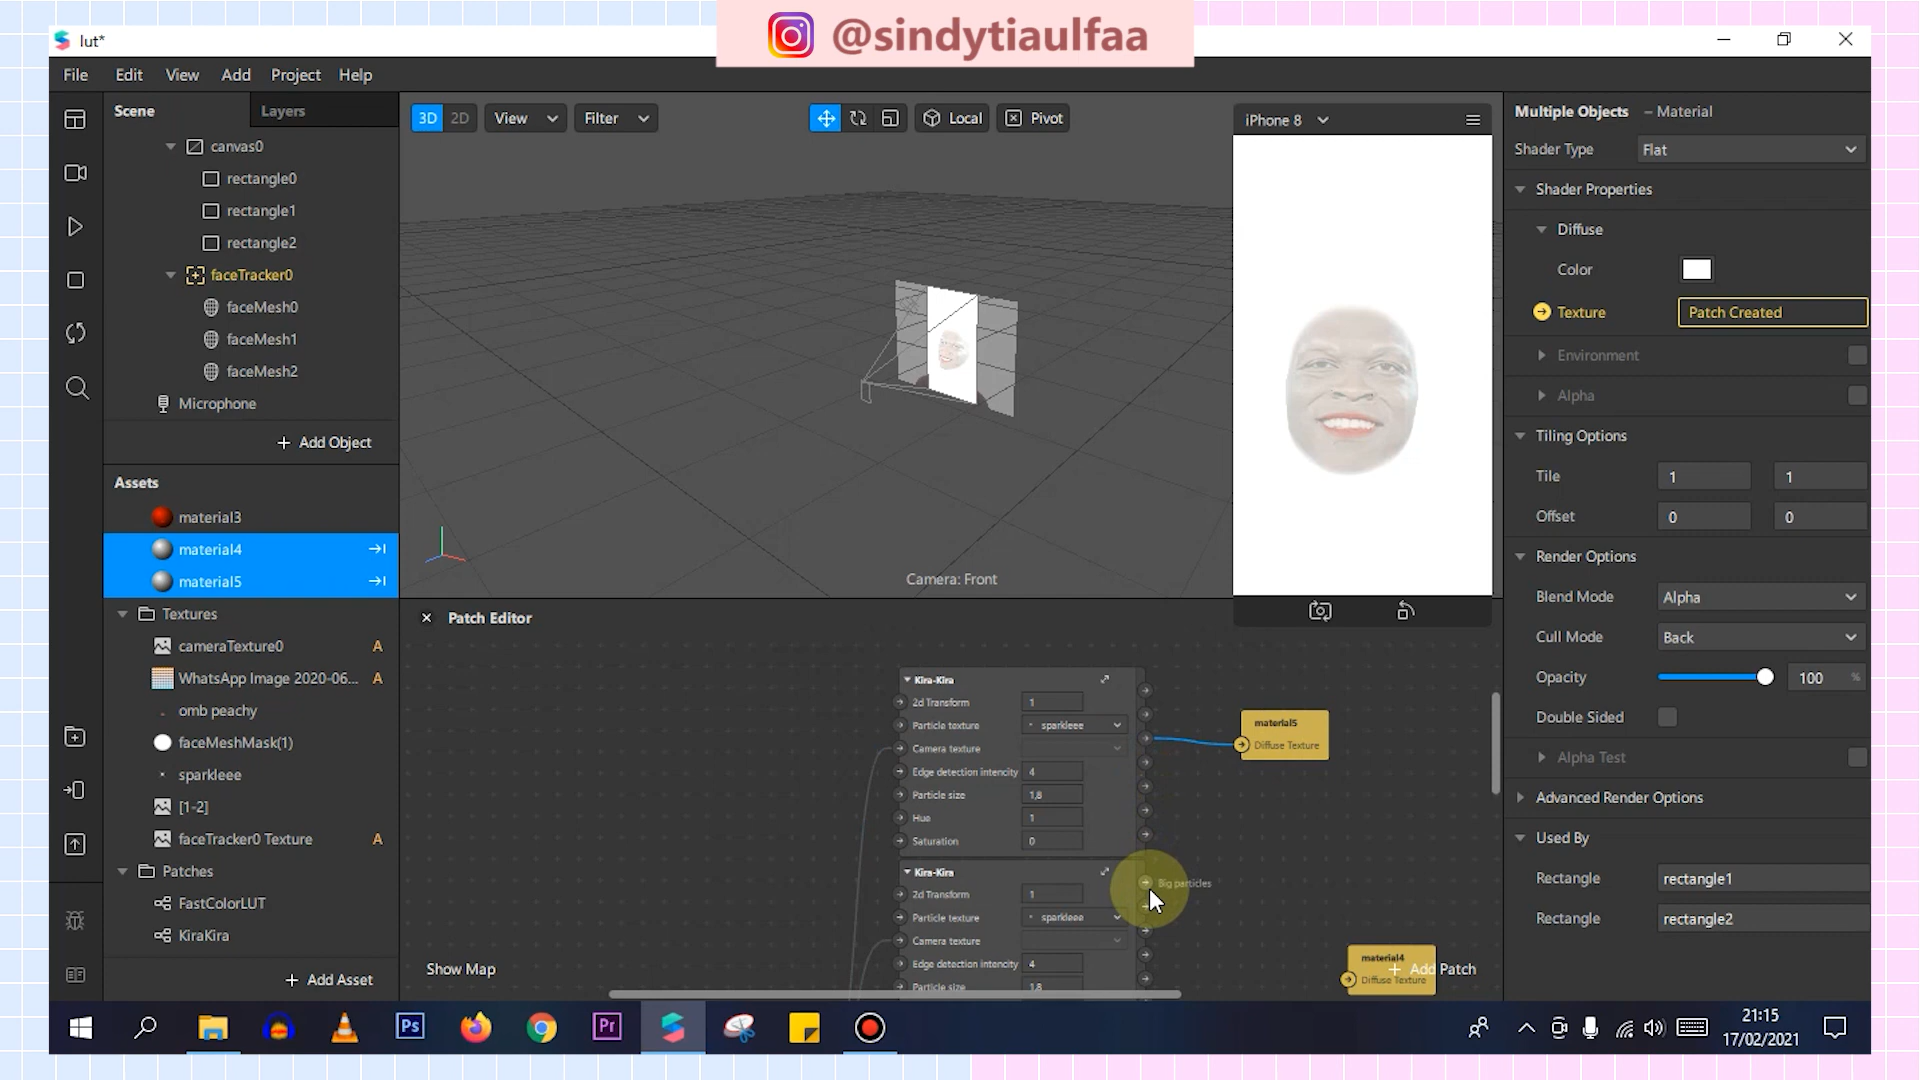 @sindytiaulfaa
lut*
File Edit View Add Project Help
Scene Layers
canvas0
rectangle0
rectangle1
rectangle2
faceTracker0
faceMesh0
faceMesh1
faceMesh2
Microphone
+ Add Object
Assets
material3
material4
material5
Textures
cameraTexture0 A
WhatsApp Image 2020-06... A
omb peachy
faceMeshMask(1)
sparkleee
[1-2]
faceTracker0 Texture A
Patches
FastColorLUT
KiraKira
+ Add Asset
3D 2D View Filter Local Pivot
Camera: Front
iPhone 8
Patch Editor
Kira-Kira
2d Transform 1
Particle texture sparkleee
Camera texture
Edge detection intencity 4
Particle size 1,8
Hue 1
Saturation 0
Kira-Kira
2d Transform 1
Particle texture sparkleee
Camera texture
Edge detection intencity 4
Particle size 1,8
Big particles
material5
Diffuse Texture
material4
Diffuse Texture
Show Map
+ Add Patch
Multiple Objects – Material
Shader Type Flat
Shader Properties
Diffuse
Color
Texture Patch Created
Environment
Alpha
Tiling Options
Tile 1 1
Offset 0 0
Render Options
Blend Mode Alpha
Cull Mode Back
Opacity 100 %
Double Sided
Alpha Test
Advanced Render Options
Used By
Rectangle rectangle1
Rectangle rectangle2
Ps
Pr
21:15
17/02/2021